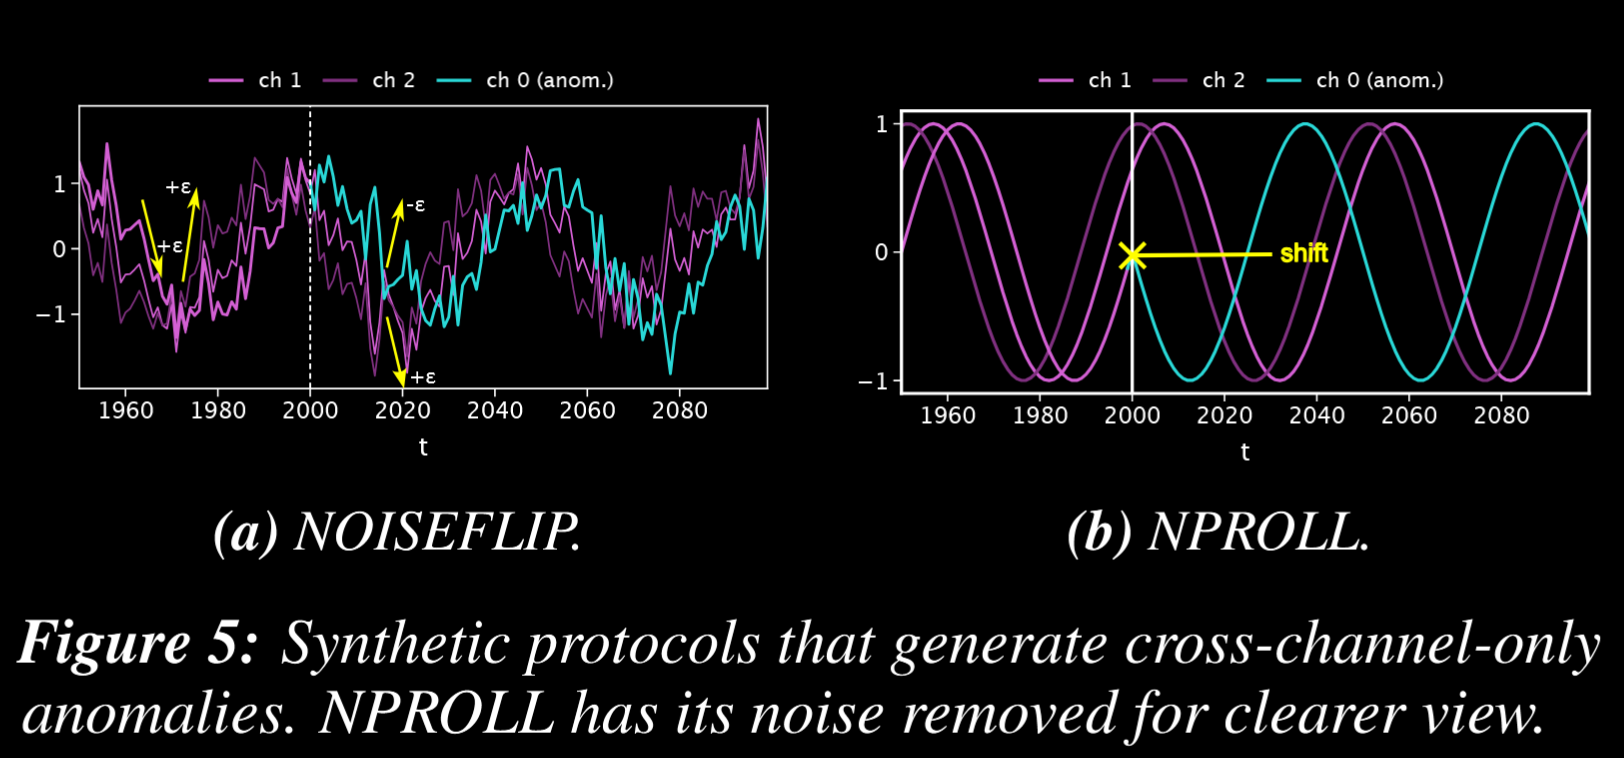 ch 1 ch 2 ch 0 (anom.)
+ε
+ε
-ε
+ε
1
0
−1
1960 1980 2000 2020 2040 2060 2080
t
(a) NOISEFLIP.
ch 1 ch 2 ch 0 (anom.)
1
0
−1
shift
1960 1980 2000 2020 2040 2060 2080
t
(b) NPROLL.
Figure 5: Synthetic protocols that generate cross-channel-only
anomalies. NPROLL has its noise removed for clearer view.